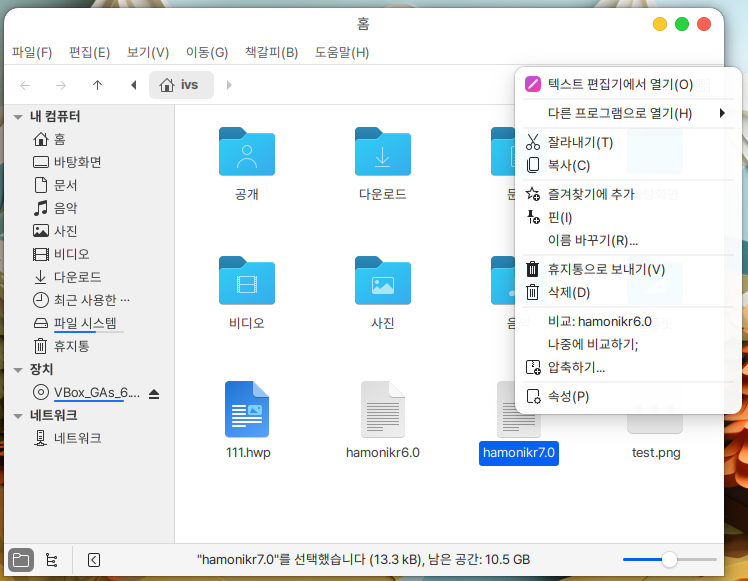 홈
파일(F) 편집(E) 보기(V) 이동(G) 책갈피(B) 도움말(H)
ivs
내 컴퓨터
홈
바탕화면
문서
음악
사진
비디오
다운로드
최근 사용한 ···
파일 시스템
휴지통
장치
VBox_GAs_6....
네트워크
네트워크
공개
다운로드
비디오
사진
111.hwp
hamonikr6.0
hamonikr7.0
test.png
텍스트 편집기에서 열기(O)
다른 프로그램으로 열기(H)
잘라내기(T)
복사(C)
즐겨찾기에 추가
핀(I)
이름 바꾸기(R)...
휴지통으로 보내기(V)
삭제(D)
비교: hamonikr6.0
나중에 비교하기;
압축하기...
속성(P)
"hamonikr7.0"를 선택했습니다 (13.3 kB), 남은 공간: 10.5 GB